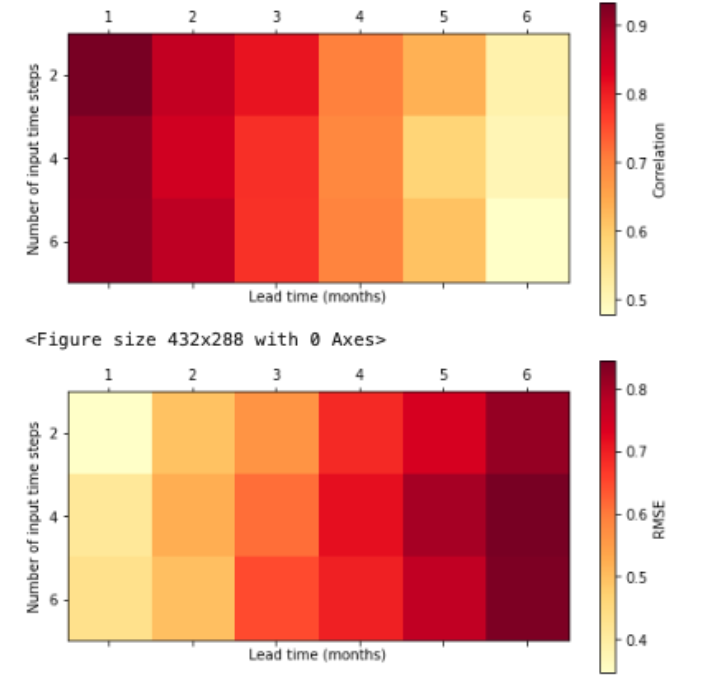 1 2 3 4 5 6
Number of input time steps
2
4
6
Lead time (months)
0.9
0.8
0.7
0.6
0.5
Correlation
<Figure size 432x288 with 0 Axes>
1 2 3 4 5 6
Number of input time steps
2
4
6
Lead time (months)
0.8
0.7
0.6
0.5
0.4
RMSE